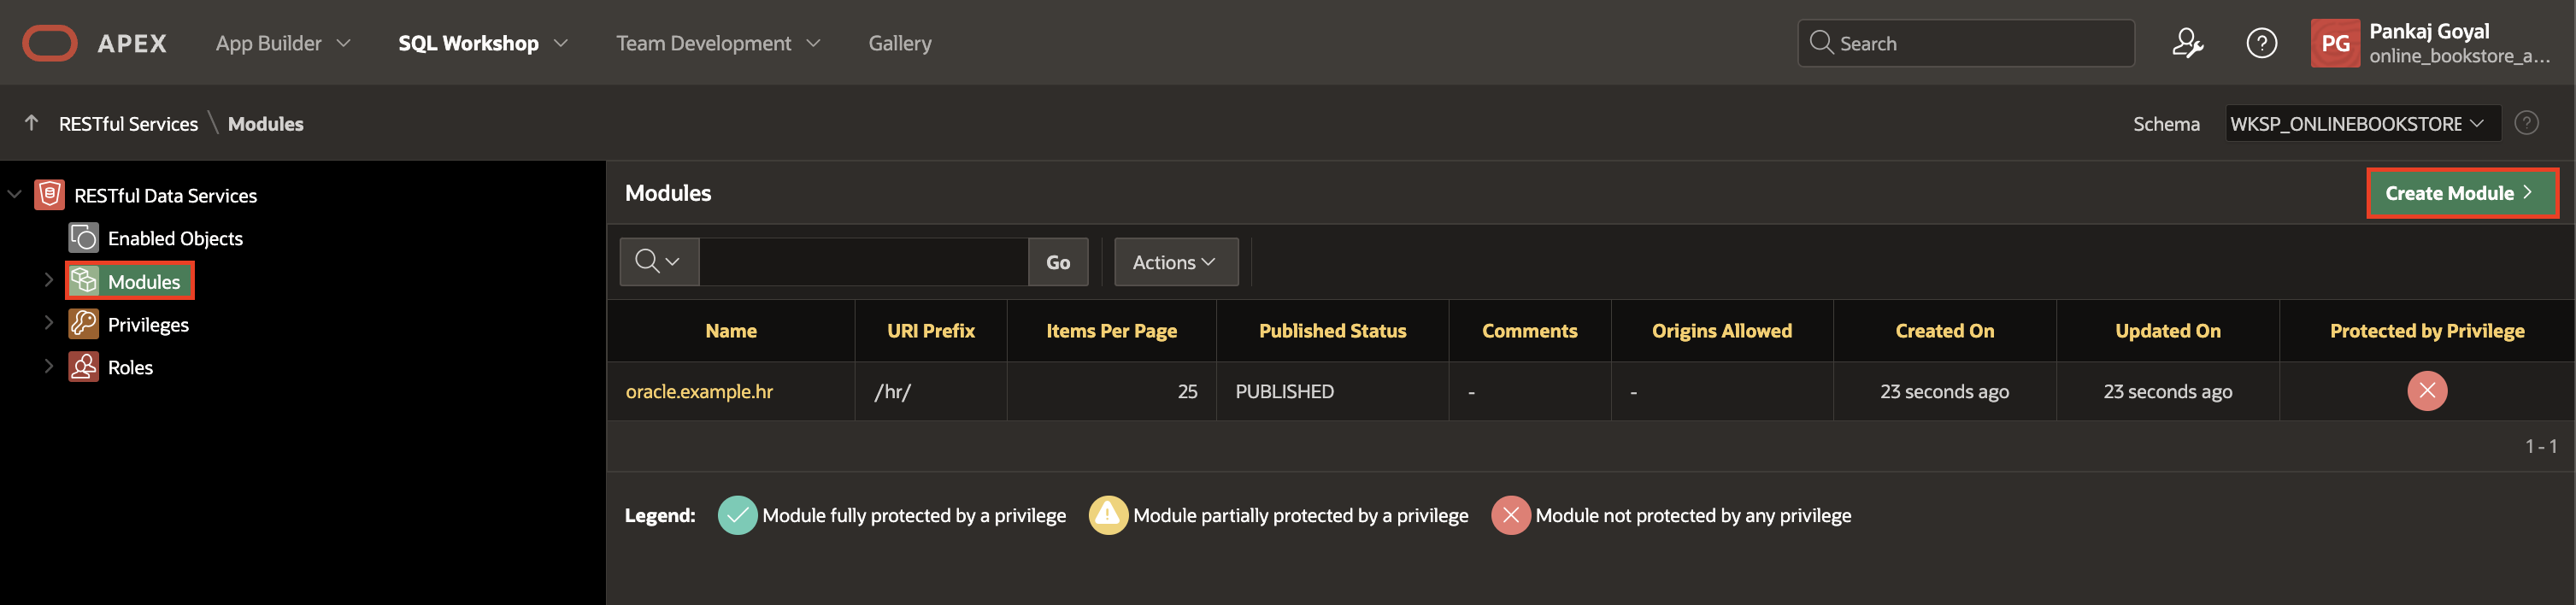 APEX App Builder SQL Workshop Team Development Gallery Search PG Pankaj Goyal
online_bookstore_a...
RESTful Services \ Modules Schema WKSP_ONLINEBOOKSTORE
RESTful Data Services
Enabled Objects
Modules
Privileges
Roles
Modules Create Module
Go Actions
Name URI Prefix Items Per Page Published Status Comments Origins Allowed Created On Updated On Protected by Privilege
oracle.example.hr /hr/ 25 PUBLISHED - - 23 seconds ago 23 seconds ago
1 - 1
Legend: Module fully protected by a privilege Module partially protected by a privilege Module not protected by any privilege